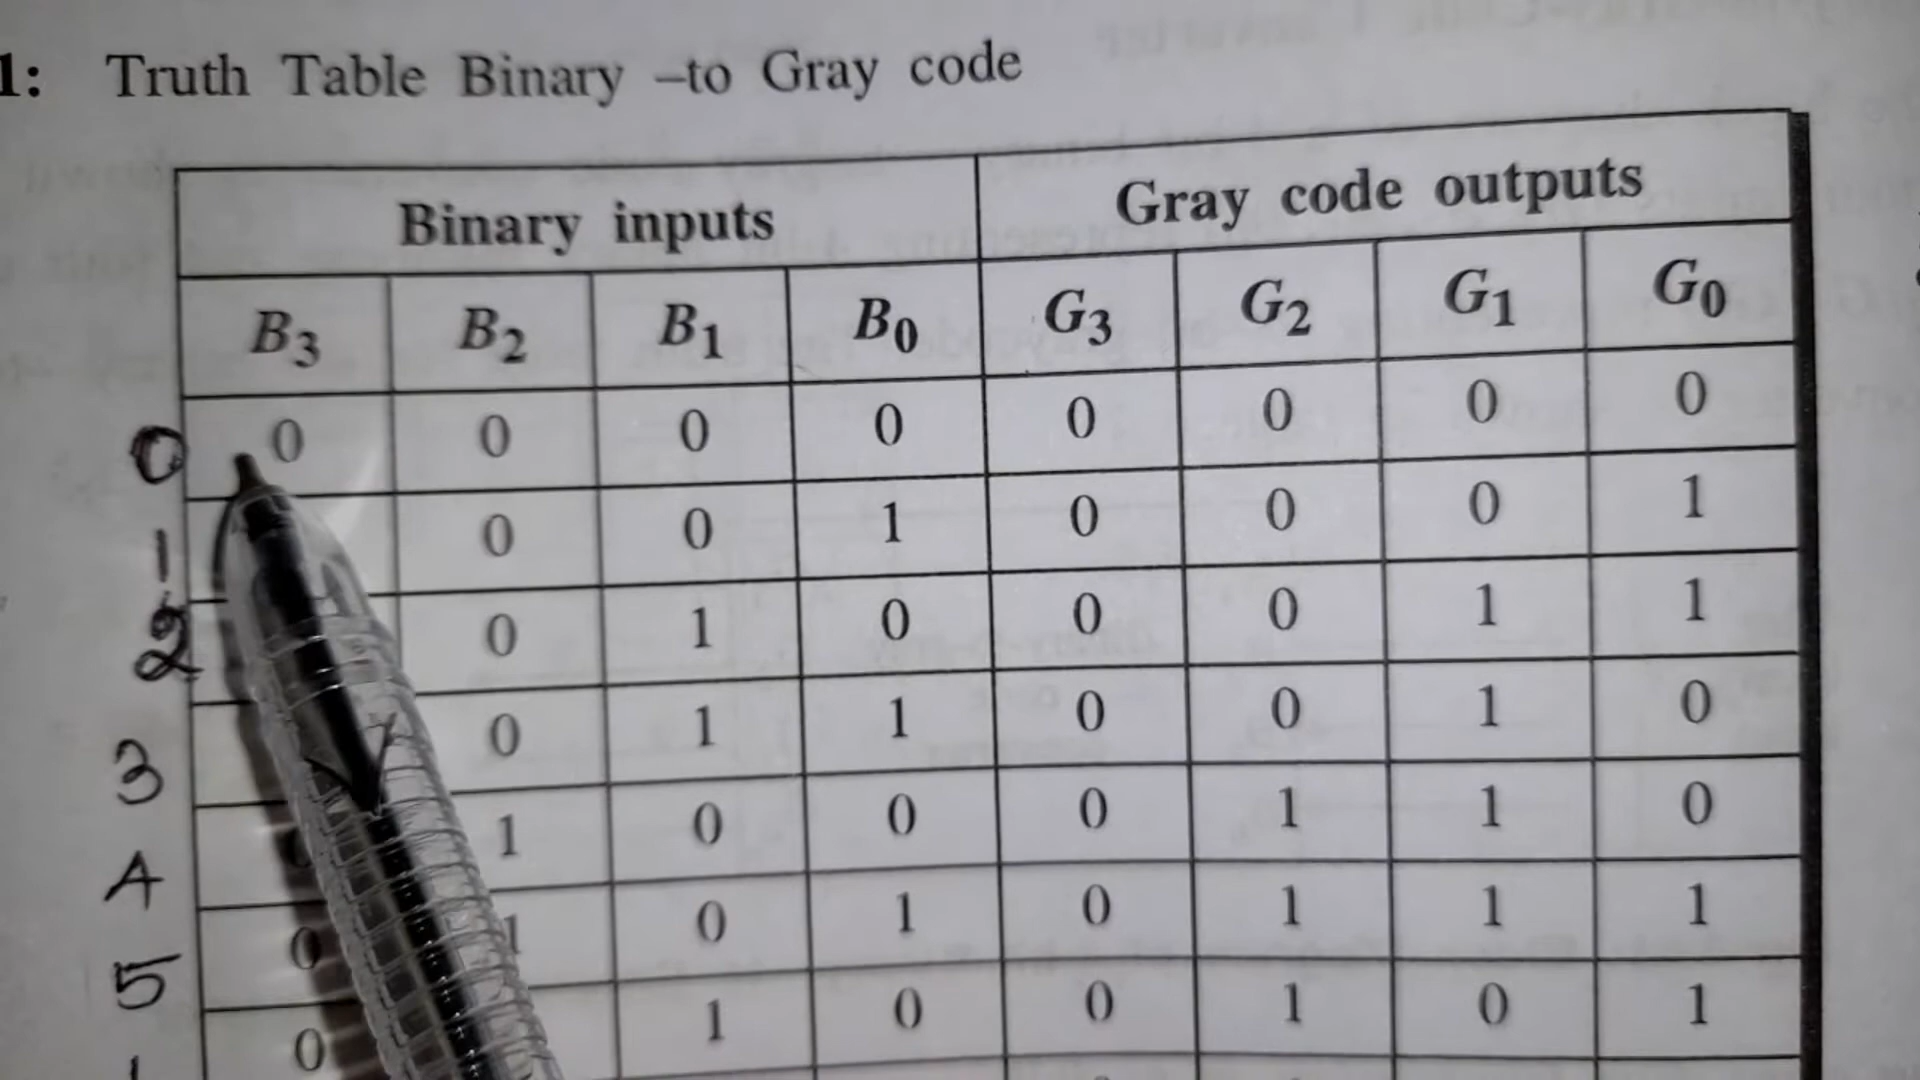 1: Truth Table Binary –to Gray code
Binary inputs Gray code outputs
B3 B2 B1 B0 G3 G2 G1 G0
0 0 0 0 0 0 0 0 0
1 0 0 1 0 0 0 1
2 0 1 0 0 0 1 1
3 0 1 1 0 0 1 0
4 1 0 0 0 1 1 0
5 0 1 0 1 0 1 1 1
0 1 0 0 1 0 1